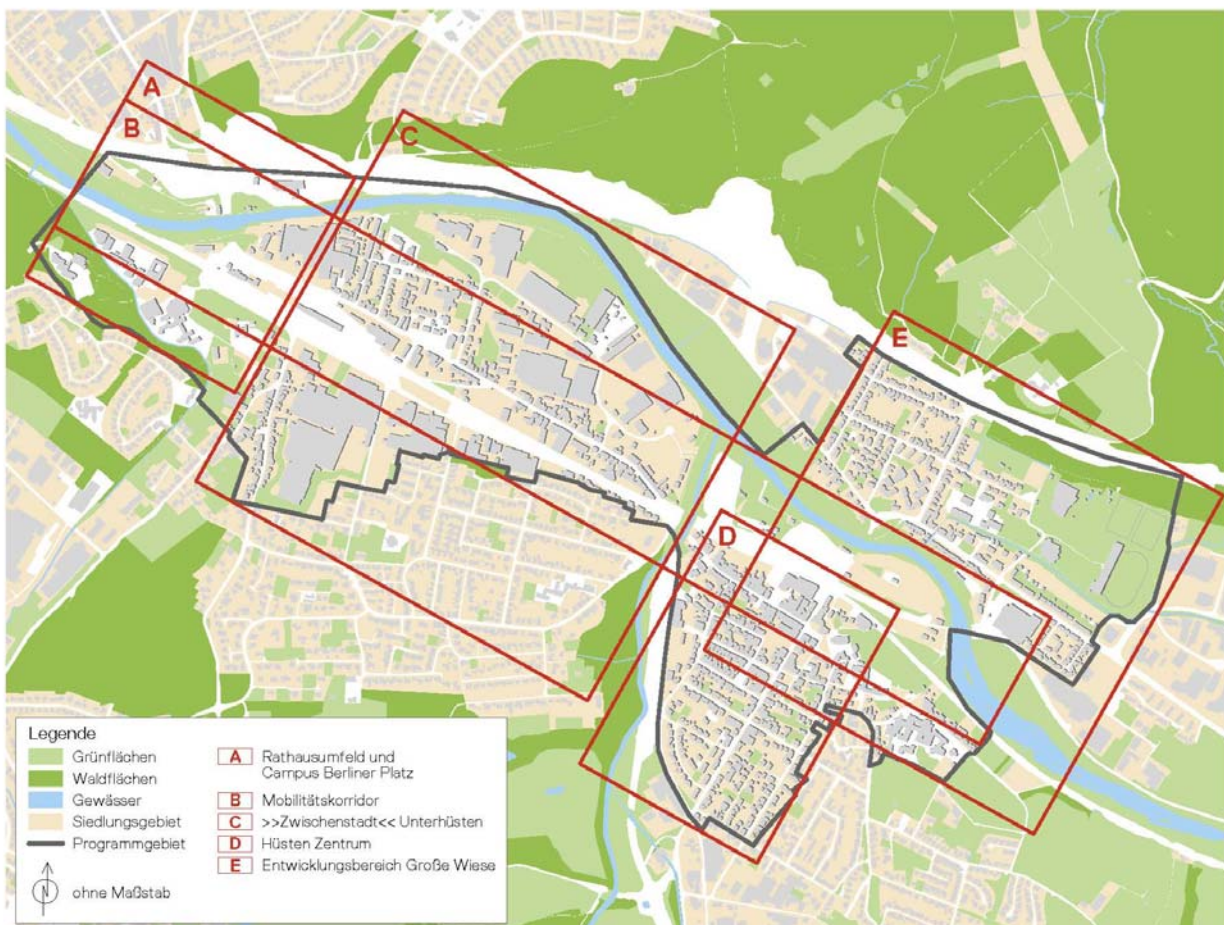 A
B
C
E
D
Legende
Grünflächen
Waldflächen
Gewässer
Siedlungsgebiet
Programmgebiet
N
ohne Maßstab
A Rathausumfeld und
Campus Berliner Platz
B Mobilitätskorridor
C >>Zwischenstadt<< Unterhüsten
D Hüsten Zentrum
E Entwicklungsbereich Große Wiese